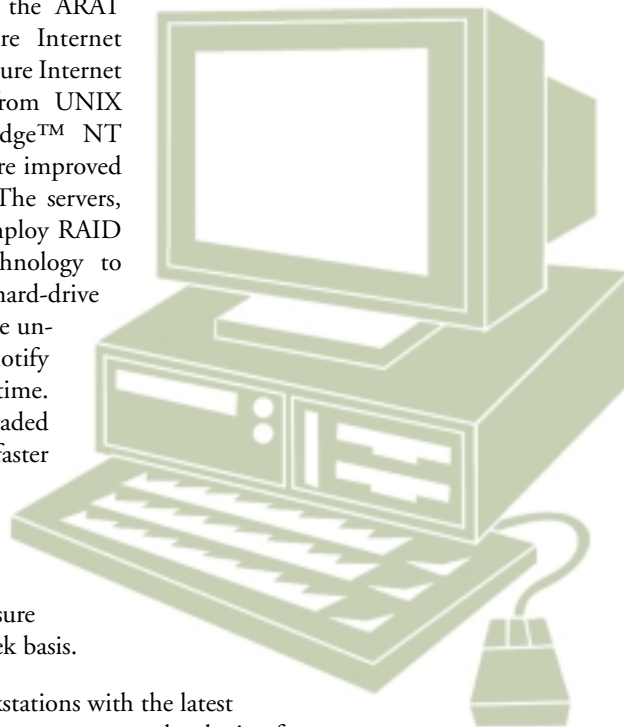 the ARAT
re Internet
ure Internet
rom UNIX
dge™ NT
re improved
The servers,
ploy RAID
hnology to
hard-drive
e un-
otify
time.
aded
faster
sure
ek basis.
kstations with the latest